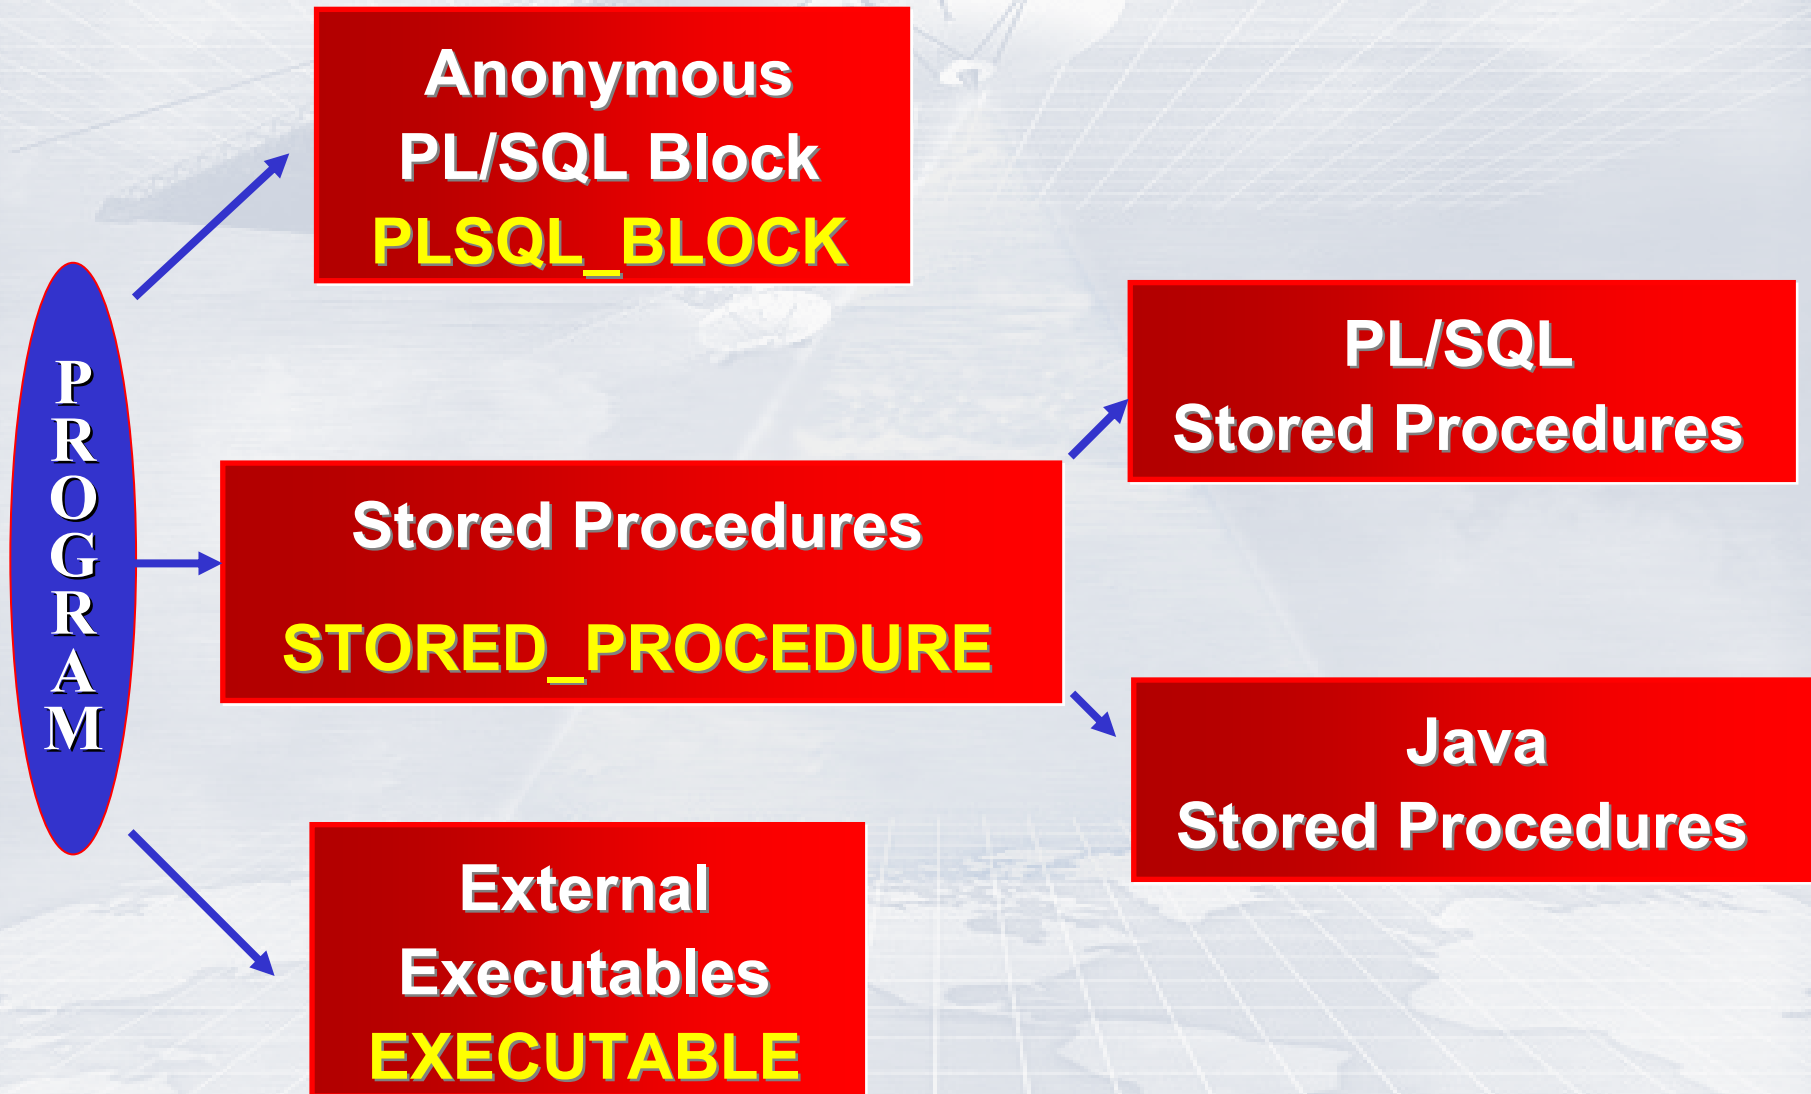 PROGRAM
Anonymous
PL/SQL Block
PLSQL_BLOCK
Stored Procedures
STORED_PROCEDURE
PL/SQL
Stored Procedures
Java
Stored Procedures
External
Executables
EXECUTABLE